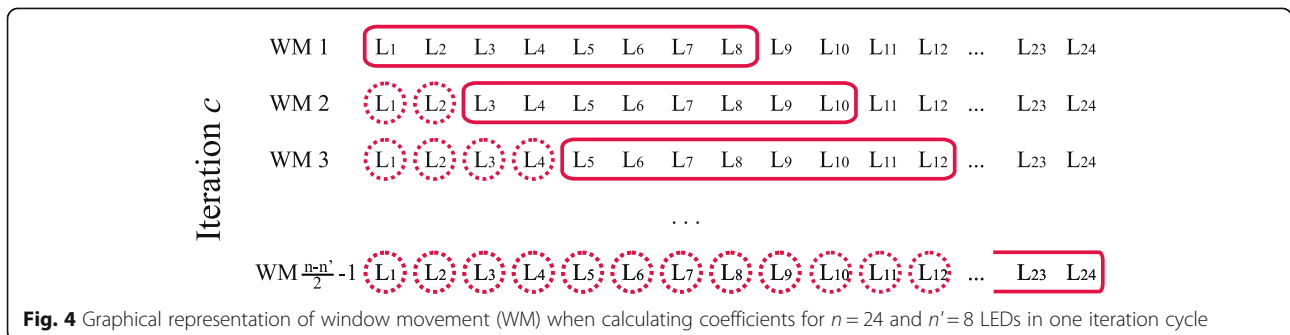 WM 1 L1 L2 L3 L4 L5 L6 L7 L8 L9 L10 L11 L12 ... L23 L24
WM 2 L1 L2 L3 L4 L5 L6 L7 L8 L9 L10 L11 L12 ... L23 L24
Iteration c
WM 3 L1 L2 L3 L4 L5 L6 L7 L8 L9 L10 L11 L12 ... L23 L24
...
WM n-n'/2 -1 L1 L2 L3 L4 L5 L6 L7 L8 L9 L10 L11 L12 ... L23 L24
Fig. 4 Graphical representation of window movement (WM) when calculating coefficients for n = 24 and n' = 8 LEDs in one iteration cycle